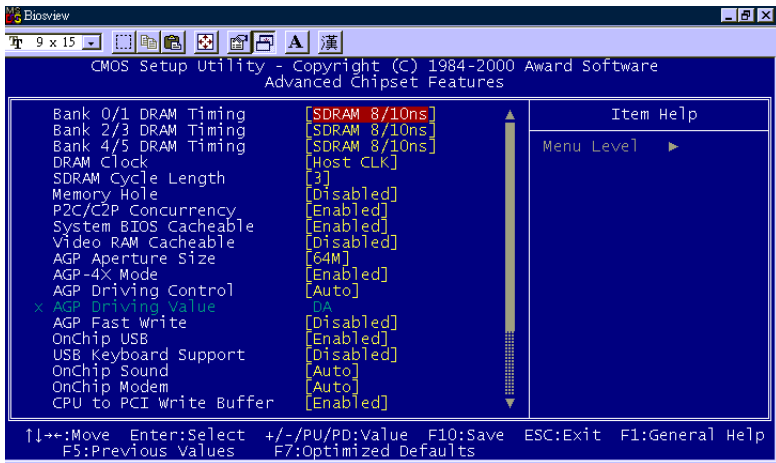 Biosview
9 x 15
A 漢
CMOS Setup Utility - Copyright (C) 1984-2000 Award Software
Advanced Chipset Features
Bank 0/1 DRAM Timing [SDRAM 8/10ns]
Bank 2/3 DRAM Timing [SDRAM 8/10ns]
Bank 4/5 DRAM Timing [SDRAM 8/10ns]
DRAM Clock [Host CLK]
SDRAM Cycle Length [3]
Memory Hole [Disabled]
P2C/C2P Concurrency [Enabled]
System BIOS Cacheable [Enabled]
Video RAM Cacheable [Disabled]
AGP Aperture Size [64M]
AGP-4X Mode [Enabled]
AGP Driving Control [Auto]
x AGP Driving Value DA
AGP Fast Write [Disabled]
OnChip USB [Enabled]
USB Keyboard Support [Disabled]
OnChip Sound [Auto]
OnChip Modem [Auto]
CPU to PCI Write Buffer [Enabled]
Item Help
Menu Level ►
↑↓→←:Move Enter:Select +/-/PU/PD:Value F10:Save ESC:Exit F1:General Help
F5:Previous Values F7:Optimized Defaults